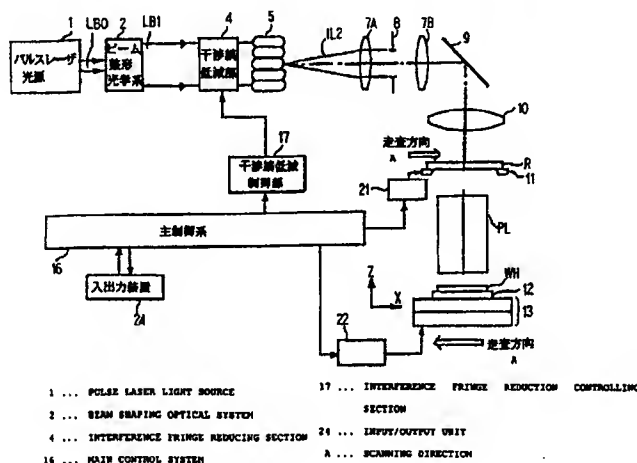 1
LB0
2
LB1
4
5
IL2
7A
8
7B
9
パルスレーザ
光源
ビーム
整形
光学系
干渉縞
低減部
10
17
走査方向
A
R
11
干渉縞低減
制御部
21
PL
主制御系
16
WH
12
Z
X
13
入出力装置
24
22
走査方向
A
1 ... PULSE LASER LIGHT SOURCE
2 ... BEAM SHAPING OPTICAL SYSTEM
4 ... INTERFERENCE FRINGE REDUCING SECTION
16 ... MAIN CONTROL SYSTEM
17 ... INTERFERENCE FRINGE REDUCTION CONTROLLING
SECTION
24 ... INPUT/OUTPUT UNIT
A ... SCANNING DIRECTION